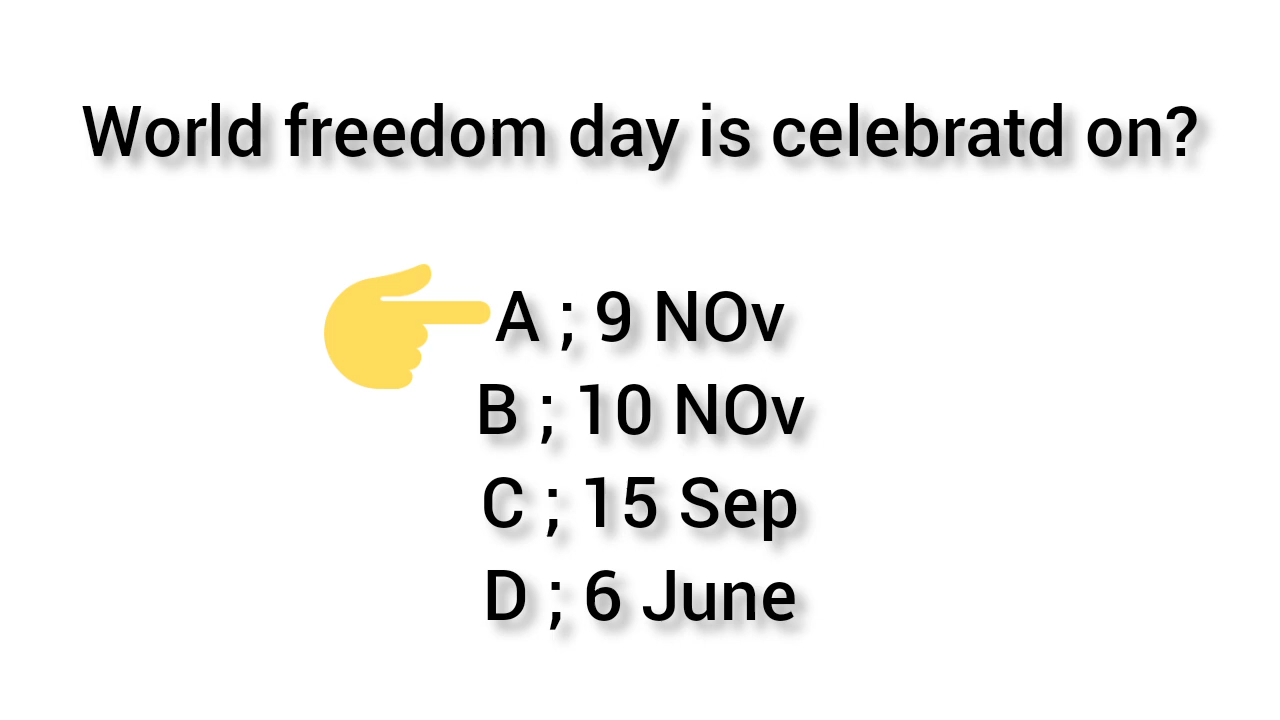 World freedom day is celebratd on?
A ; 9 NOv
B ; 10 NOv
C ; 15 Sep
D ; 6 June